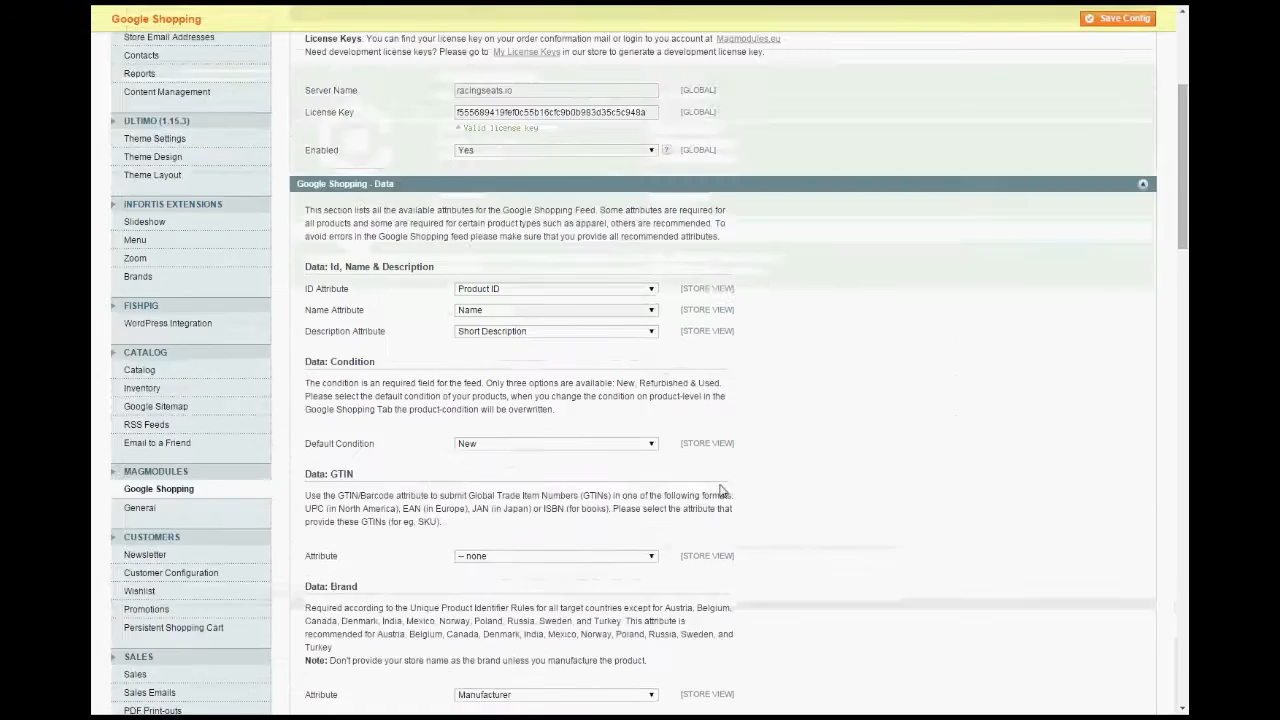 Google Shopping
Save Config
Store Email Addresses
Contacts
Reports
Content Management
ULTIMO (1.15.3)
Theme Settings
Theme Design
Theme Layout
INFORTIS EXTENSIONS
Slideshow
Menu
Zoom
Brands
FISHPIG
WordPress Integration
CATALOG
Catalog
Inventory
Google Sitemap
RSS Feeds
Email to a Friend
MAGMODULES
Google Shopping
General
CUSTOMERS
Newsletter
Customer Configuration
Wishlist
Promotions
Persistent Shopping Cart
SALES
Sales
Sales Emails
PDF Print-outs
License Keys: You can find your license key on your order conformation mail or login to you account at Magmodules.eu
Need development license keys? Please go to My License Keys in our store to generate a development license key.
Server Name racingseats.io [GLOBAL]
License Key f555689419fef0c55b16cfc9b0b983d35c5c948a [GLOBAL]
^ Valid license key
Enabled Yes [GLOBAL]
Google Shopping - Data
This section lists all the available attributes for the Google Shopping Feed. Some attributes are required for
all products and some are required for certain product types such as apparel, others are recommended. To
avoid errors in the Google Shopping feed please make sure that you provide all recommended attributes.
Data: Id, Name & Description
ID Attribute Product ID [STORE VIEW]
Name Attribute Name [STORE VIEW]
Description Attribute Short Description [STORE VIEW]
Data: Condition
The condition is an required field for the feed. Only three options are available: New, Refurbished & Used.
Please select the default condition of your products, when you change the condition on product-level in the
Google Shopping Tab the product-condition will be overwritten.
Default Condition New [STORE VIEW]
Data: GTIN
Use the GTIN/Barcode attribute to submit Global Trade Item Numbers (GTINs) in one of the following formats:
UPC (in North America), EAN (in Europe), JAN (in Japan) or ISBN (for books). Please select the attribute that
provide these GTINs (for eg. SKU).
Attribute -- none [STORE VIEW]
Data: Brand
Required according to the Unique Product Identifier Rules for all target countries except for Austria, Belgium,
Canada, Denmark, India, Mexico, Norway, Poland, Russia, Sweden, and Turkey. This attribute is
recommended for Austria, Belgium, Canada, Denmark, India, Mexico, Norway, Poland, Russia, Sweden, and
Turkey
Note: Don't provide your store name as the brand unless you manufacture the product.
Attribute Manufacturer [STORE VIEW]